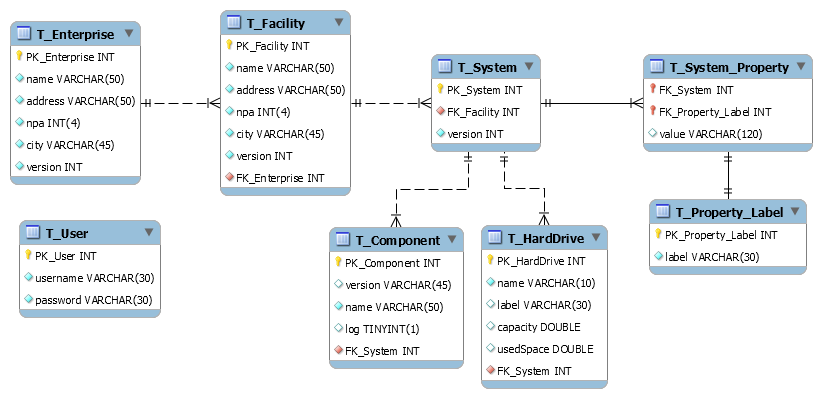 T_Enterprise
PK_Enterprise INT
name VARCHAR(50)
address VARCHAR(50)
npa INT(4)
city VARCHAR(45)
version INT
T_Facility
PK_Facility INT
name VARCHAR(50)
address VARCHAR(50)
npa INT(4)
city VARCHAR(45)
version INT
FK_Enterprise INT
T_System
PK_System INT
FK_Facility INT
version INT
T_System_Property
FK_System INT
FK_Property_Label INT
value VARCHAR(120)
T_User
PK_User INT
username VARCHAR(30)
password VARCHAR(30)
T_Component
PK_Component INT
version VARCHAR(45)
name VARCHAR(50)
log TINYINT(1)
FK_System INT
T_HardDrive
PK_HardDrive INT
name VARCHAR(10)
label VARCHAR(30)
capacity DOUBLE
usedSpace DOUBLE
FK_System INT
T_Property_Label
PK_Property_Label INT
label VARCHAR(30)